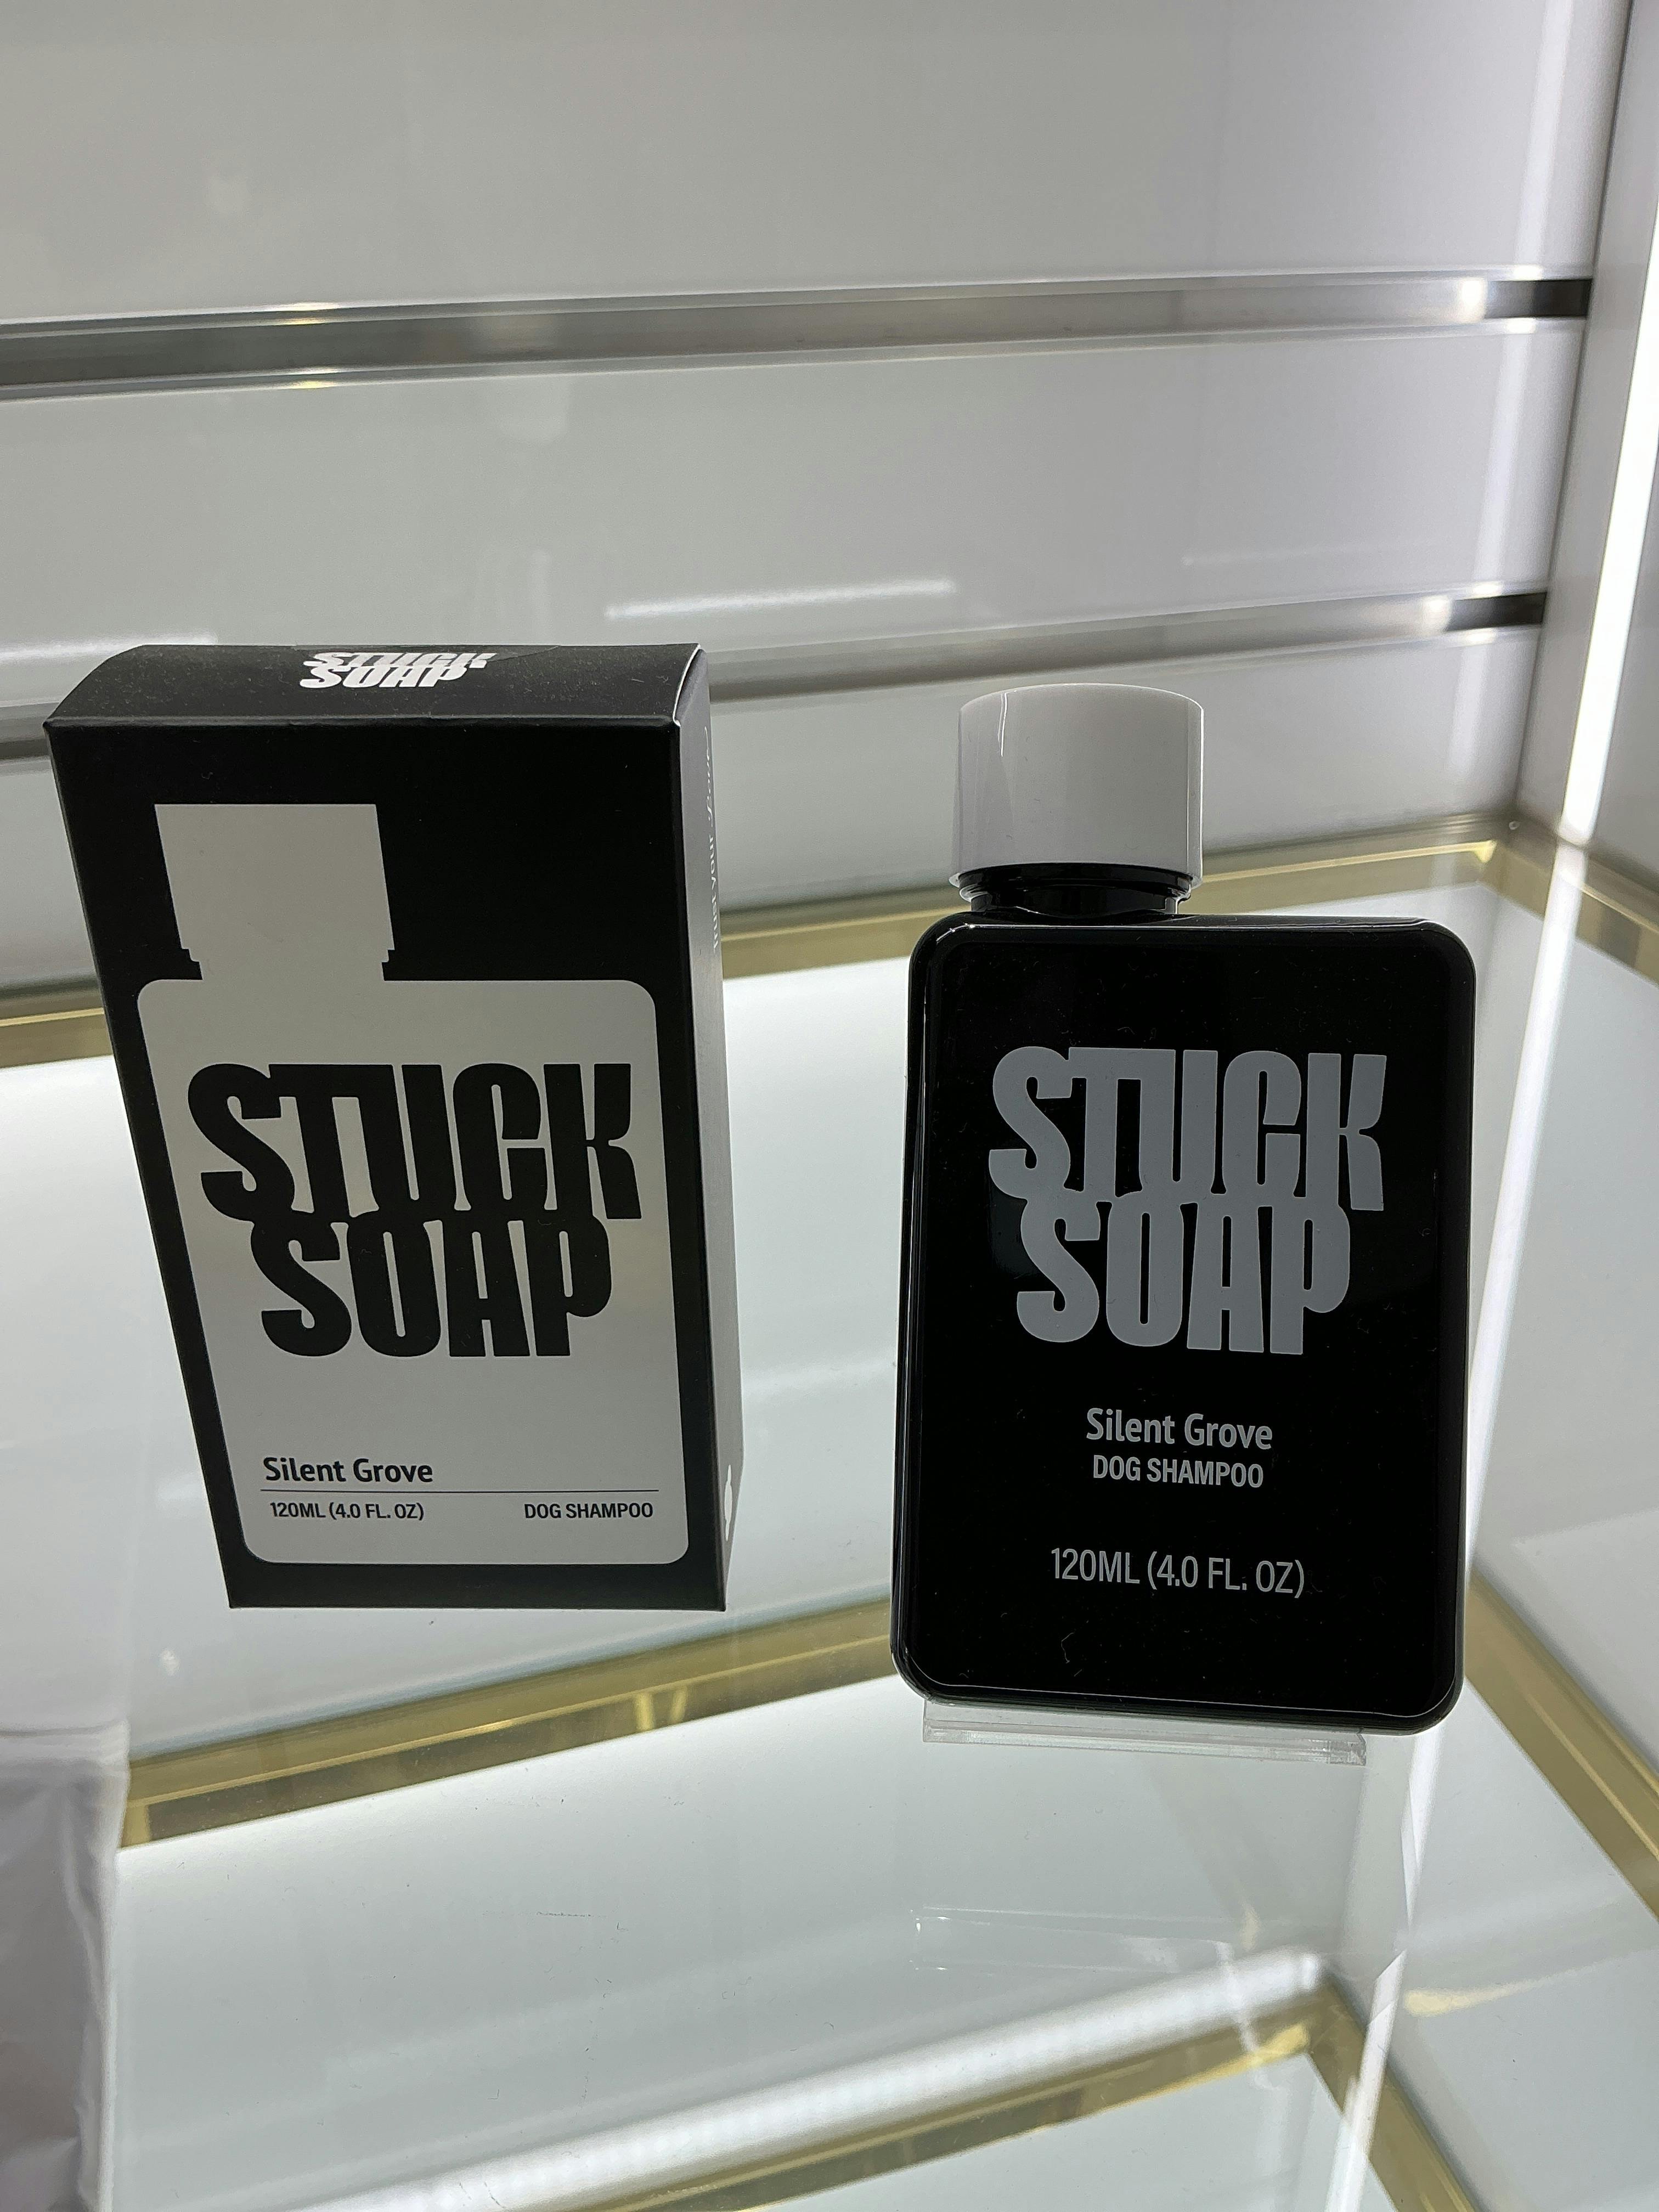 STUCK
SOAP
STUCK
SOAP
Silent Grove
120ML (4.0 FL. OZ)
DOG SHAMPOO
STUCK
SOAP
Silent Grove
DOG SHAMPOO
120ML (4.0 FL. OZ)